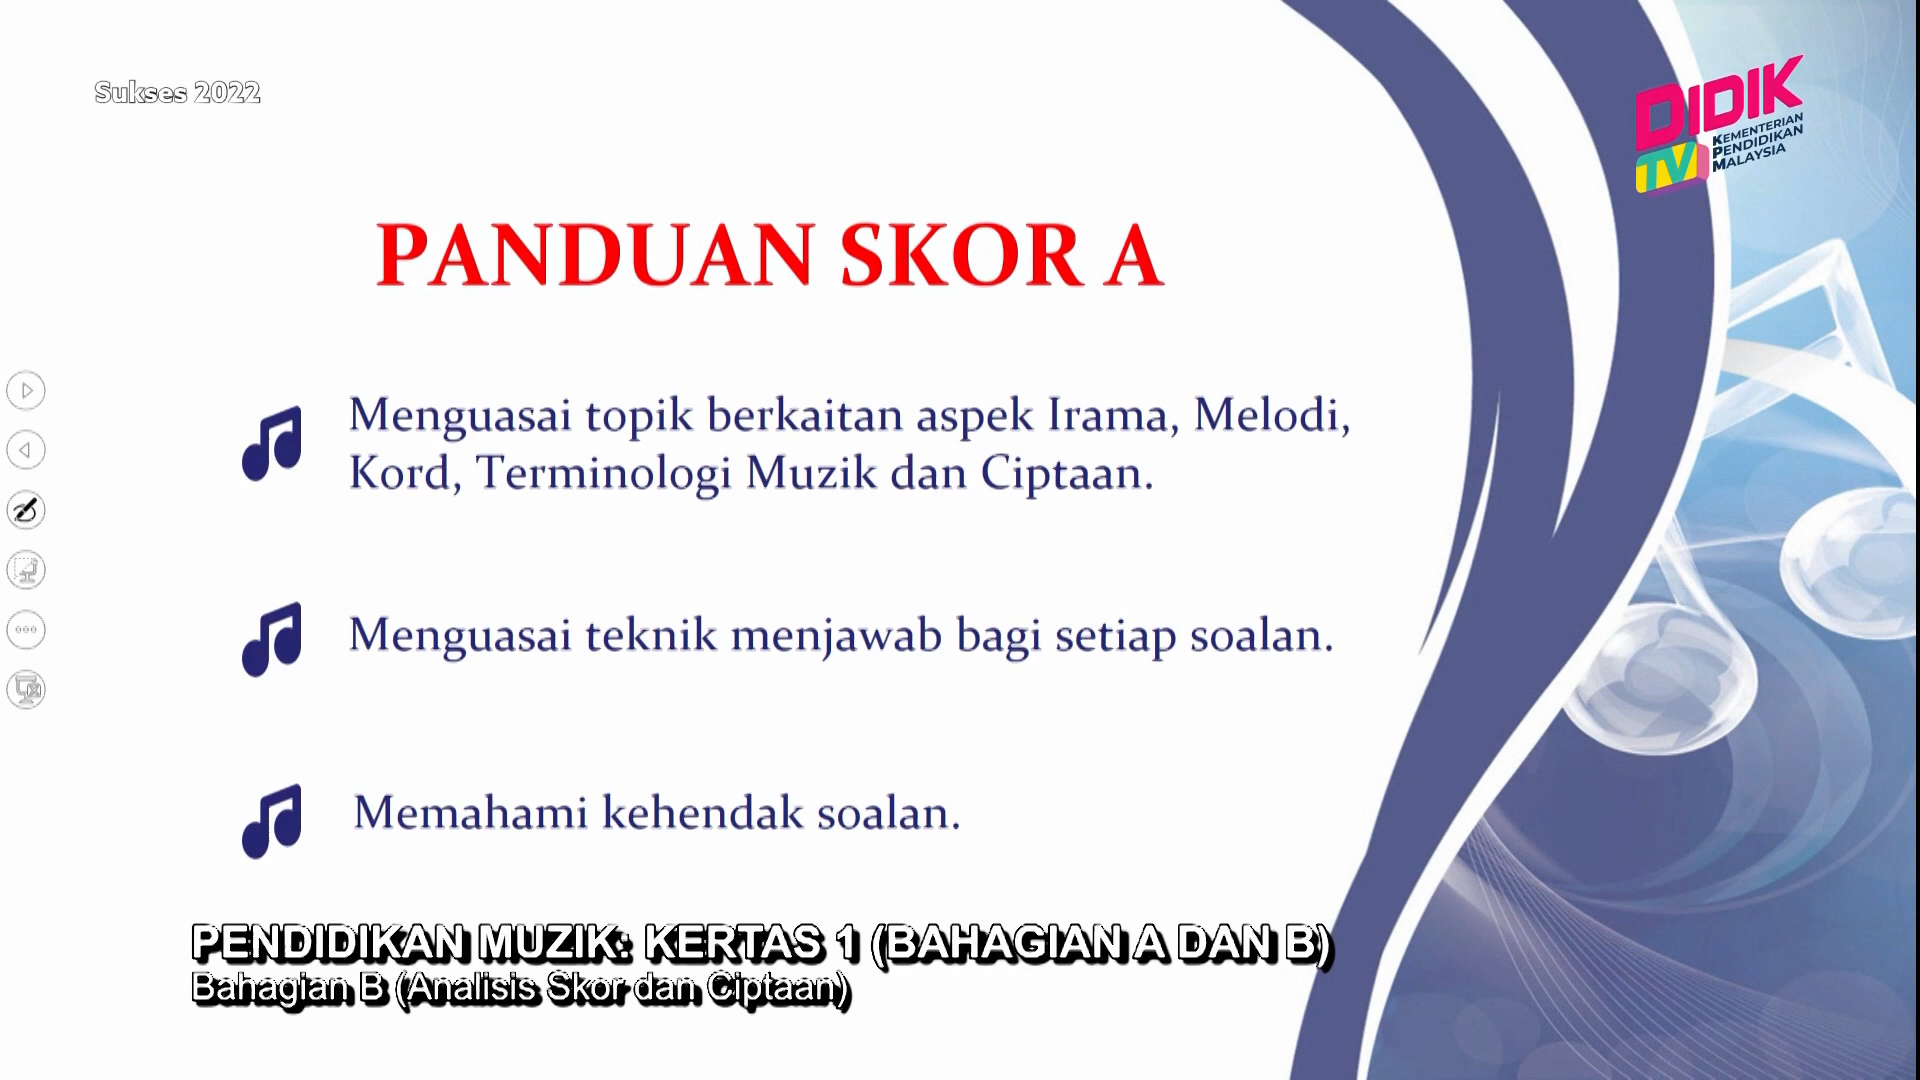 Sukses 2022
DIDIK
TV
KEMENTERIAN
PENDIDIKAN
MALAYSIA
PANDUAN SKOR A
Menguasai topik berkaitan aspek Irama, Melodi,
Kord, Terminologi Muzik dan Ciptaan.
Menguasai teknik menjawab bagi setiap soalan.
Memahami kehendak soalan.
PENDIDIKAN MUZIK: KERTAS 1 (BAHAGIAN A DAN B)
Bahagian B (Analisis Skor dan Ciptaan)